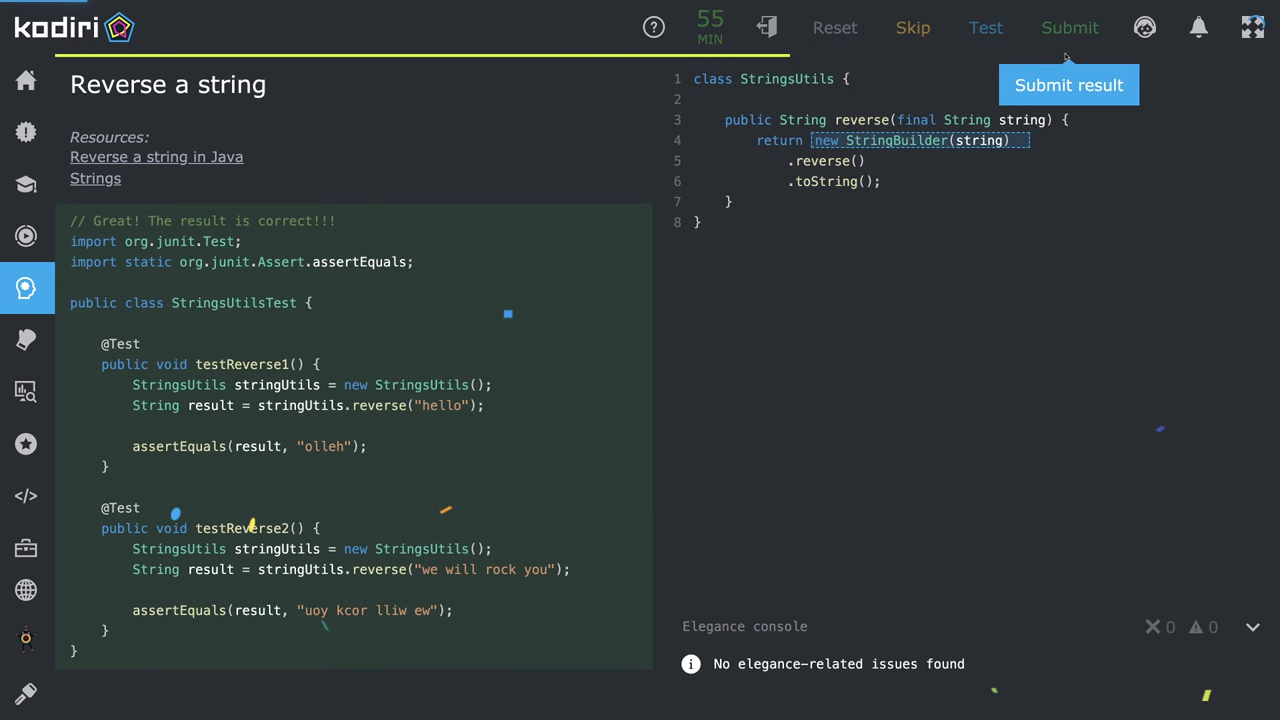 kodiri
55
MIN
Reset
Skip
Test
Submit
Submit result
Reverse a string
Resources:
Reverse a string in Java
Strings
// Great! The result is correct!!!
import org.junit.Test;
import static org.junit.Assert.assertEquals;
public class StringsUtilsTest {
@Test
public void testReverse1() {
StringsUtils stringUtils = new StringsUtils();
String result = stringUtils.reverse("hello");
assertEquals(result, "olleh");
}
@Test
public void testReverse2() {
StringsUtils stringUtils = new StringsUtils();
String result = stringUtils.reverse("we will rock you");
assertEquals(result, "uoy kcor lliw ew");
}
}
1 class StringsUtils {
2
3 public String reverse(final String string) {
4 return new StringBuilder(string)
5 .reverse()
6 .toString();
7 }
8 }
Elegance console
0
0
No elegance-related issues found